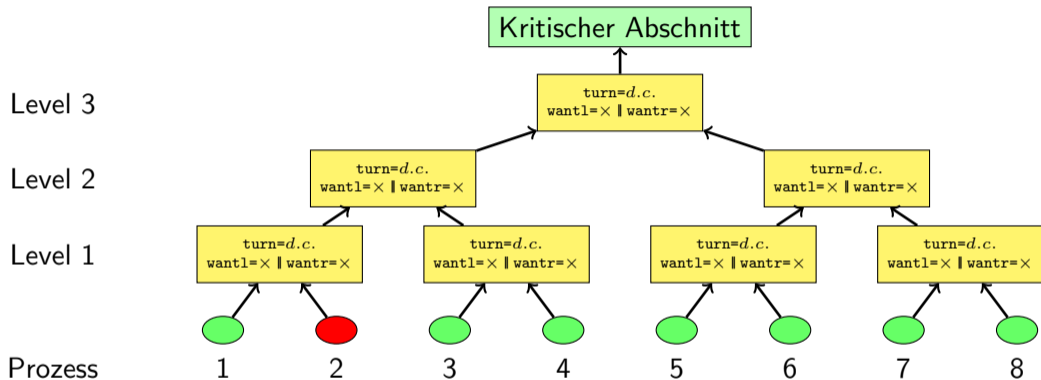 Kritischer Abschnitt
Level 3
turn=d.c.
wantl=× ‖ wantr=×
Level 2
turn=d.c.
wantl=× ‖ wantr=×
turn=d.c.
wantl=× ‖ wantr=×
Level 1
turn=d.c.
wantl=× ‖ wantr=×
turn=d.c.
wantl=× ‖ wantr=×
turn=d.c.
wantl=× ‖ wantr=×
turn=d.c.
wantl=× ‖ wantr=×
Prozess 1 2 3 4 5 6 7 8